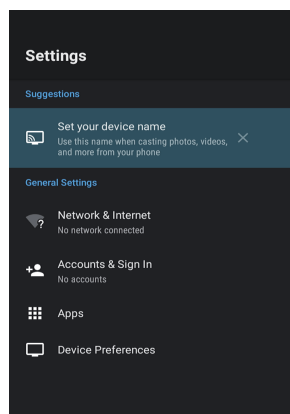 Settings
Suggestions
Set your device name
Use this name when casting photos, videos,
and more from your phone
General Settings
Network & Internet
No network connected
Accounts & Sign In
No accounts
Apps
Device Preferences